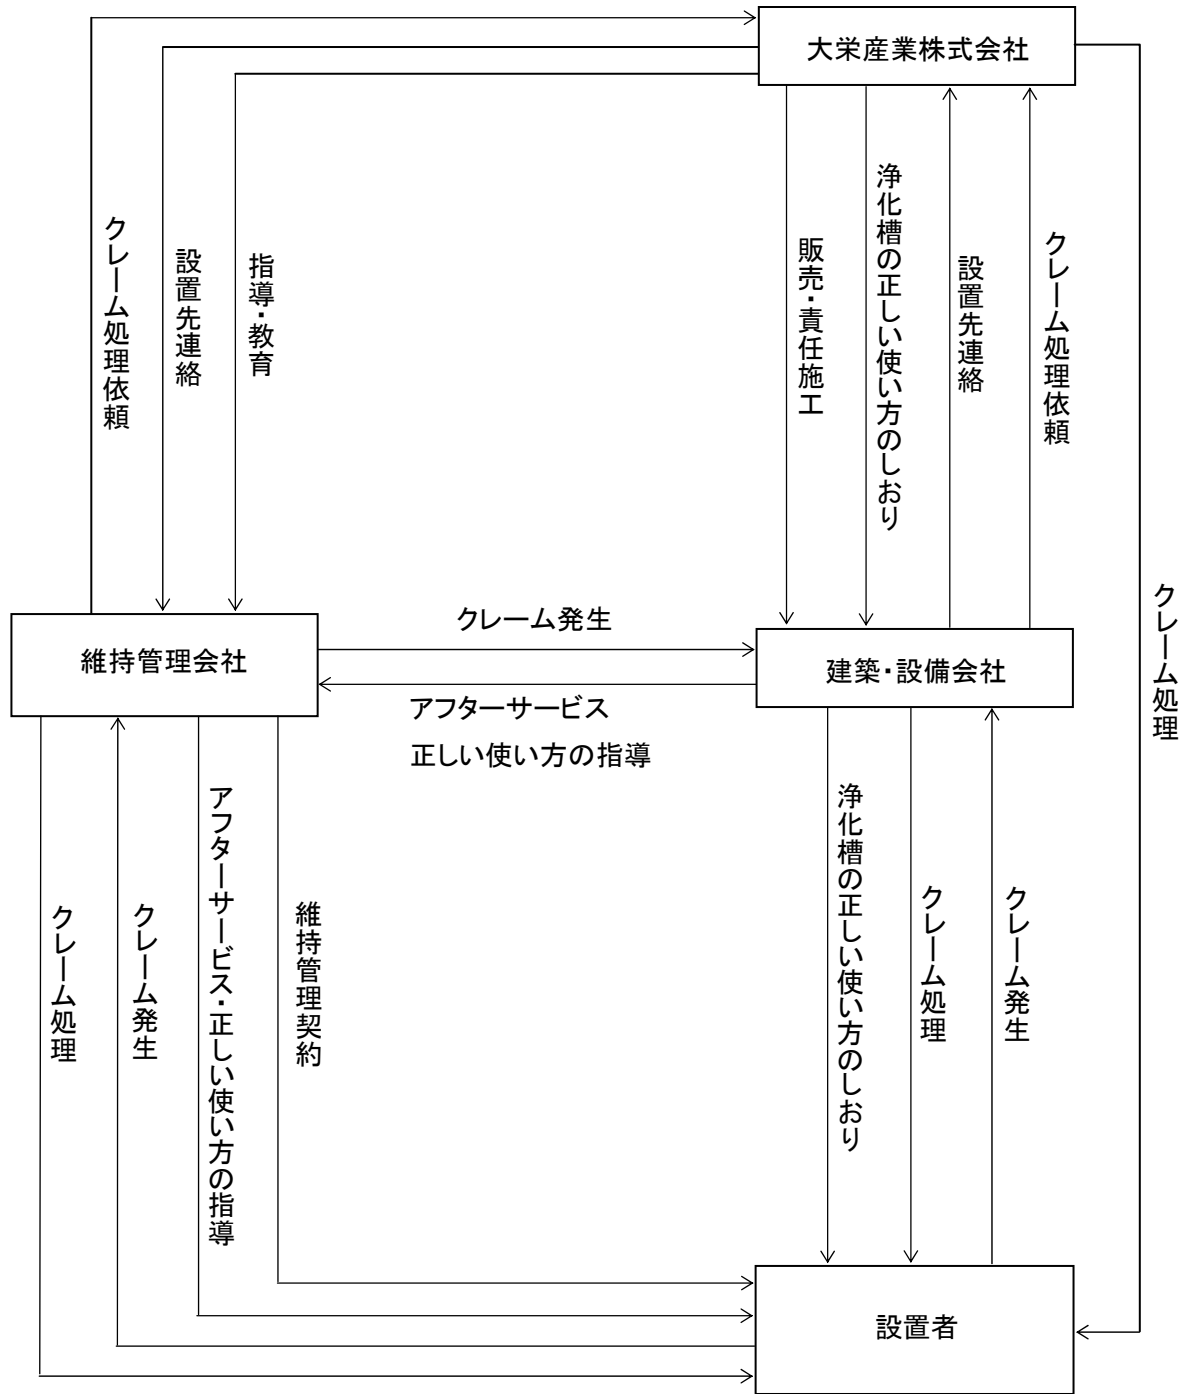 大栄産業株式会社
クレーム処理依頼
設置先連絡
指導・教育
販売・責任施工
浄化槽の正しい使い方のしおり
設置先連絡
クレーム処理依頼
クレーム処理
維持管理会社
クレーム発生
建築・設備会社
アフターサービス
正しい使い方の指導
クレーム処理
クレーム発生
アフターサービス・正しい使い方の指導
維持管理契約
浄化槽の正しい使い方のしおり
クレーム処理
クレーム発生
設置者